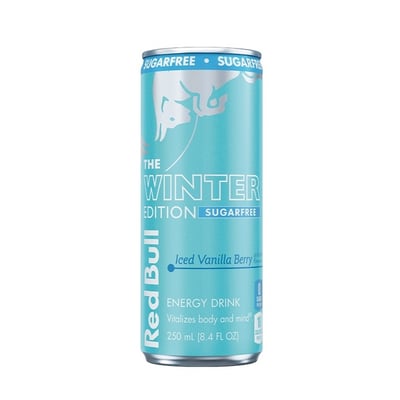 SUGARFREE • SUGARFREE •
THE
WINTER
EDITION SUGARFREE
Iced Vanilla Berry
Red Bull
ENERGY DRINK
Vitalizes body and mind.®
250 mL (8.4 FL OZ)